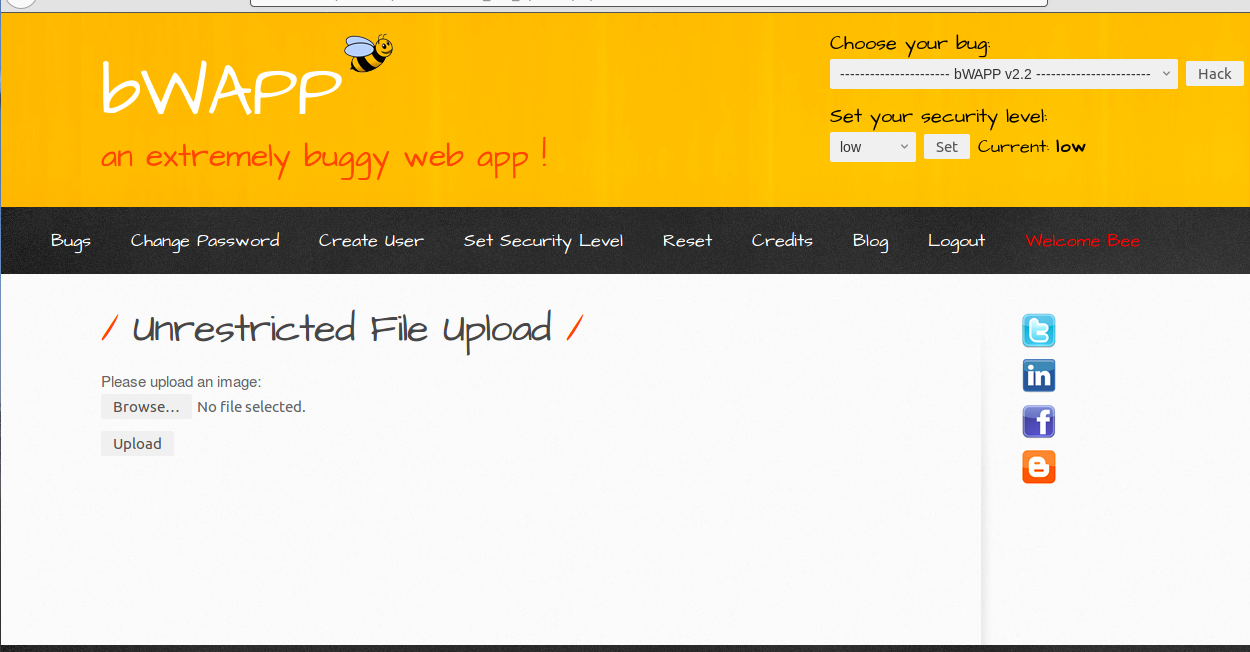 bWAPP
an extremely buggy web app !
Choose your bug:
---------------------- bWAPP v2.2 -----------------------
Hack
Set your security level:
low
Set
Current: low
Bugs
Change Password
Create User
Set Security Level
Reset
Credits
Blog
Logout
Welcome Bee
/ Unrestricted File Upload /
Please upload an image:
Browse... No file selected.
Upload
t
in
f
B